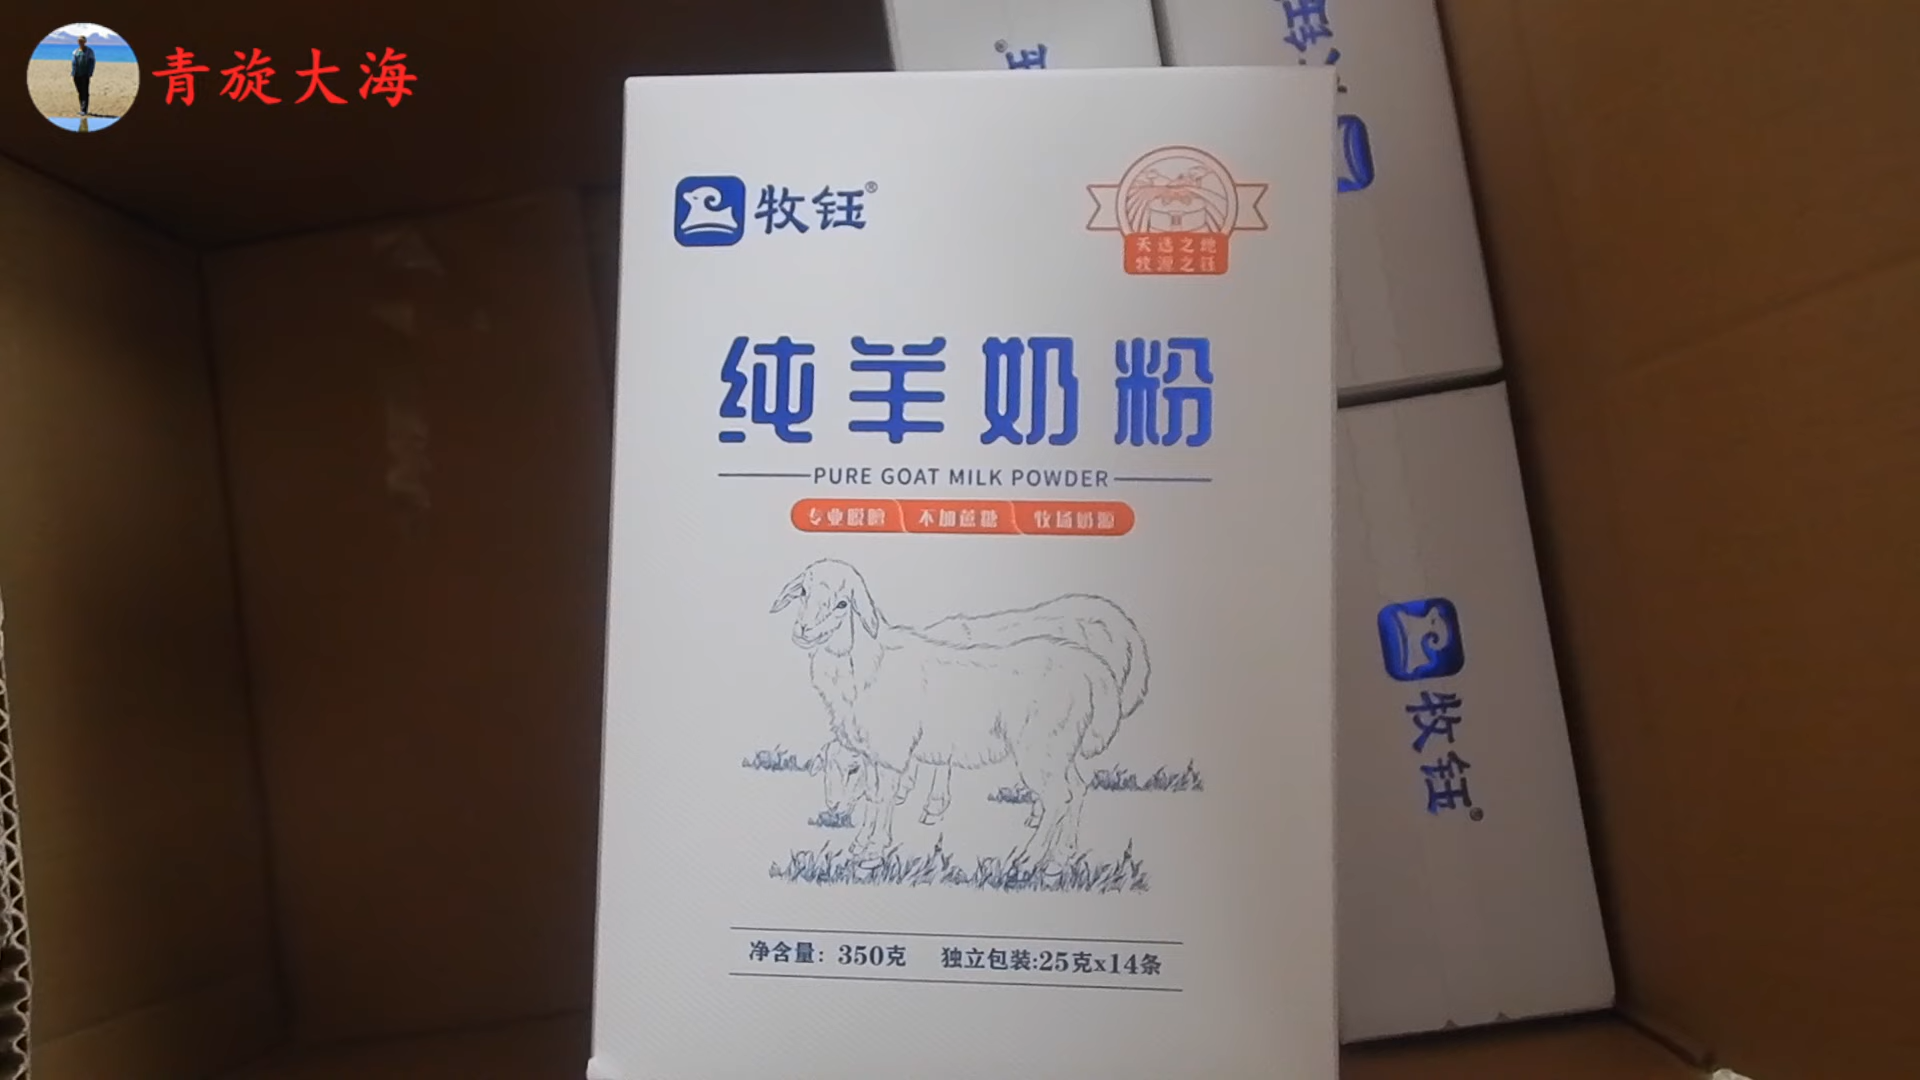 青旋大海
牧钰®
天选之地
牧源之钰
纯羊奶粉
PURE GOAT MILK POWDER
专业脱膻 不加蔗糖 牧场奶源
净含量：350克 独立包装:25克x14条
钰
牧钰®